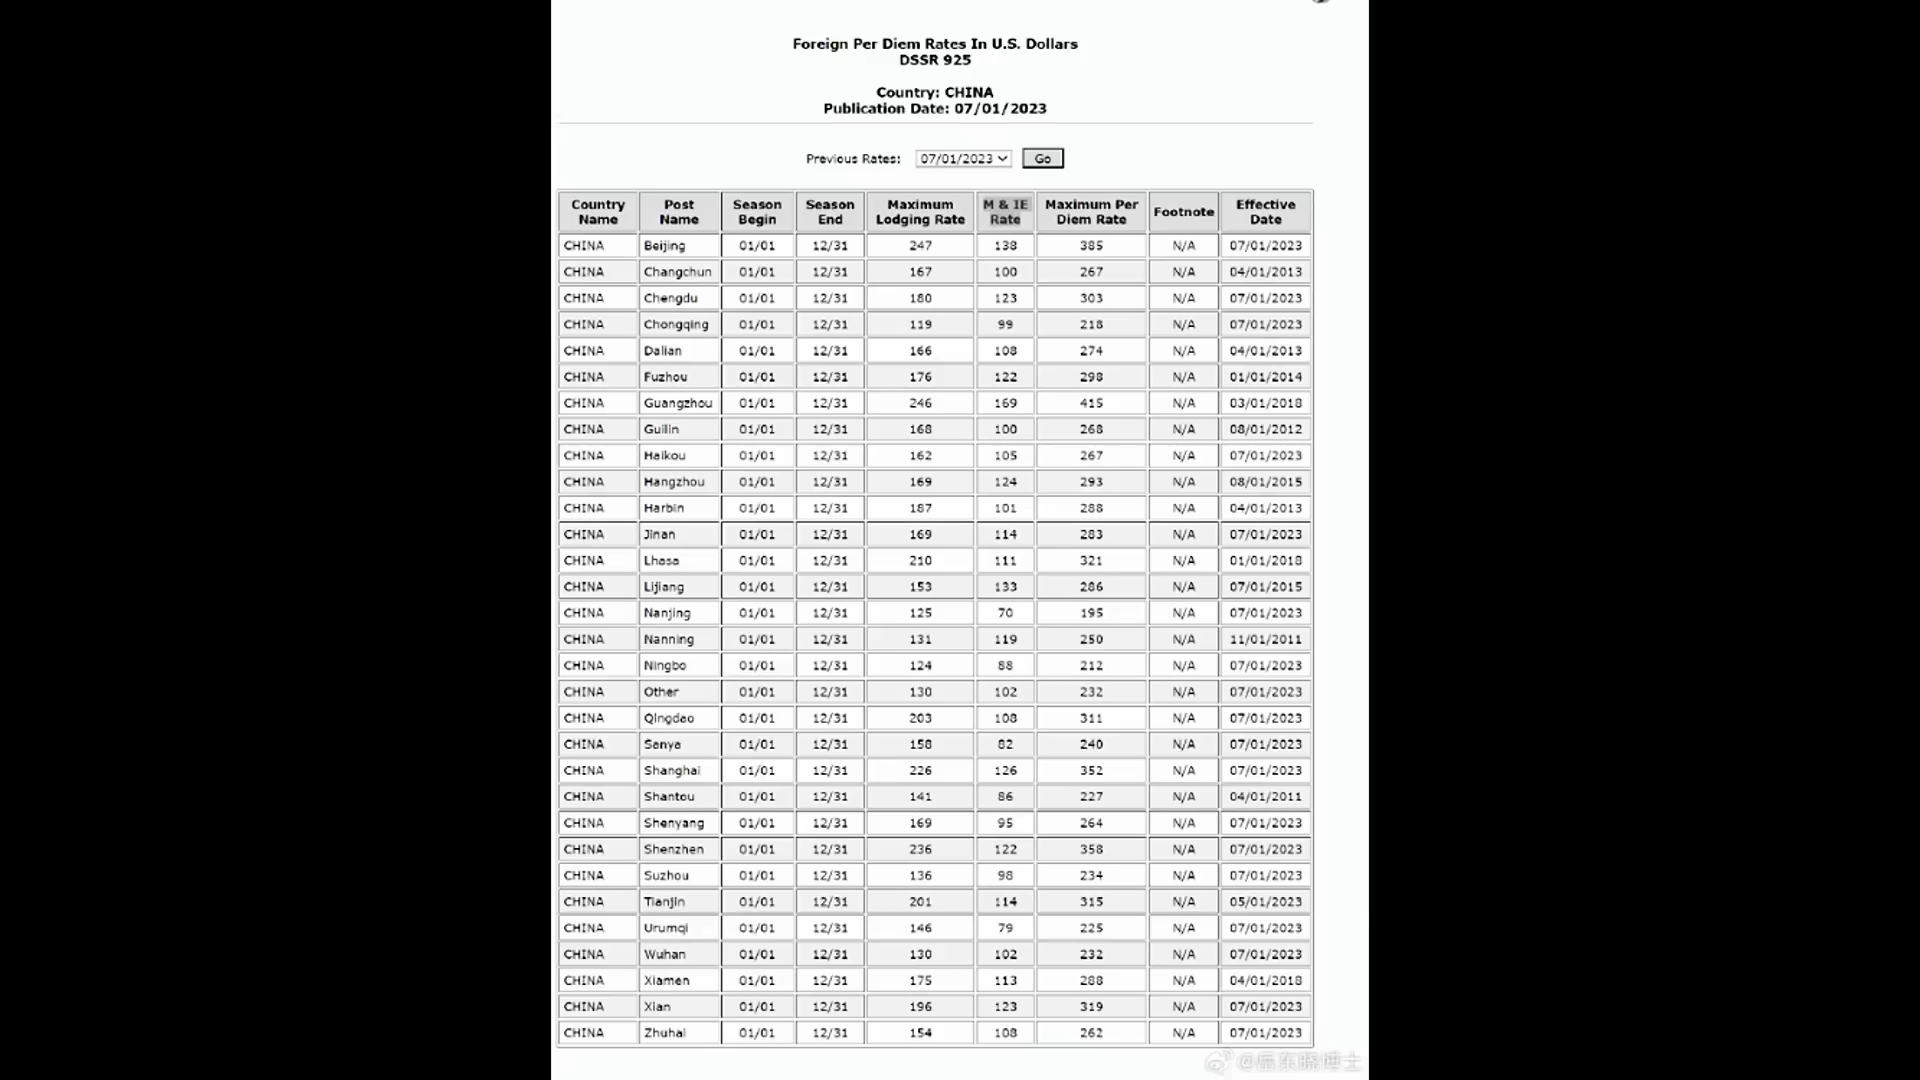 Foreign Per Diem Rates In U.S. Dollars
DSSR 925
Country: CHINA
Publication Date: 07/01/2023
Previous Rates: 07/01/2023 Go
Country Name Post Name Season Begin Season End Maximum Lodging Rate M & IE Rate Maximum Per Diem Rate Footnote Effective Date
CHINA Beijing 01/01 12/31 247 138 385 N/A 07/01/2023
CHINA Changchun 01/01 12/31 167 100 267 N/A 04/01/2013
CHINA Chengdu 01/01 12/31 180 123 303 N/A 07/01/2023
CHINA Chongqing 01/01 12/31 119 99 218 N/A 07/01/2023
CHINA Dalian 01/01 12/31 166 108 274 N/A 04/01/2013
CHINA Fuzhou 01/01 12/31 176 122 298 N/A 01/01/2014
CHINA Guangzhou 01/01 12/31 246 169 415 N/A 03/01/2018
CHINA Guilin 01/01 12/31 168 100 268 N/A 08/01/2012
CHINA Haikou 01/01 12/31 162 105 267 N/A 07/01/2023
CHINA Hangzhou 01/01 12/31 169 124 293 N/A 08/01/2015
CHINA Harbin 01/01 12/31 187 101 288 N/A 04/01/2013
CHINA Jinan 01/01 12/31 169 114 283 N/A 07/01/2023
CHINA Lhasa 01/01 12/31 210 111 321 N/A 01/01/2018
CHINA Lijiang 01/01 12/31 153 133 286 N/A 07/01/2015
CHINA Nanjing 01/01 12/31 125 70 195 N/A 07/01/2023
CHINA Nanning 01/01 12/31 131 119 250 N/A 11/01/2011
CHINA Ningbo 01/01 12/31 124 88 212 N/A 07/01/2023
CHINA Other 01/01 12/31 130 102 232 N/A 07/01/2023
CHINA Qingdao 01/01 12/31 203 108 311 N/A 07/01/2023
CHINA Sanya 01/01 12/31 158 82 240 N/A 07/01/2023
CHINA Shanghai 01/01 12/31 226 126 352 N/A 07/01/2023
CHINA Shantou 01/01 12/31 141 86 227 N/A 04/01/2011
CHINA Shenyang 01/01 12/31 169 95 264 N/A 07/01/2023
CHINA Shenzhen 01/01 12/31 236 122 358 N/A 07/01/2023
CHINA Suzhou 01/01 12/31 136 98 234 N/A 07/01/2023
CHINA Tianjin 01/01 12/31 201 114 315 N/A 05/01/2023
CHINA Urumqi 01/01 12/31 146 79 225 N/A 07/01/2023
CHINA Wuhan 01/01 12/31 130 102 232 N/A 07/01/2023
CHINA Xiamen 01/01 12/31 175 113 288 N/A 04/01/2018
CHINA Xian 01/01 12/31 196 123 319 N/A 07/01/2023
CHINA Zhuhai 01/01 12/31 154 108 262 N/A 07/01/2023
@岳东晓博士